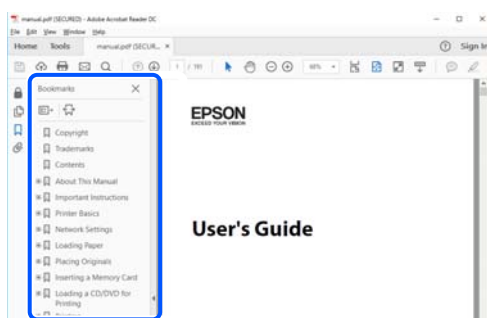 manual.pdf (SECURED) - Adobe Acrobat Reader DC
File Edit View Window Help
Home Tools manual.pdf (SECUR... ×
Sign In
1 / 191
Bookmarks
Copyright
Trademarks
Contents
About This Manual
Important Instructions
Printer Basics
Network Settings
Loading Paper
Placing Originals
Inserting a Memory Card
Loading a CD/DVD for
Printing
EPSON
EXCEED YOUR VISION
User's Guide